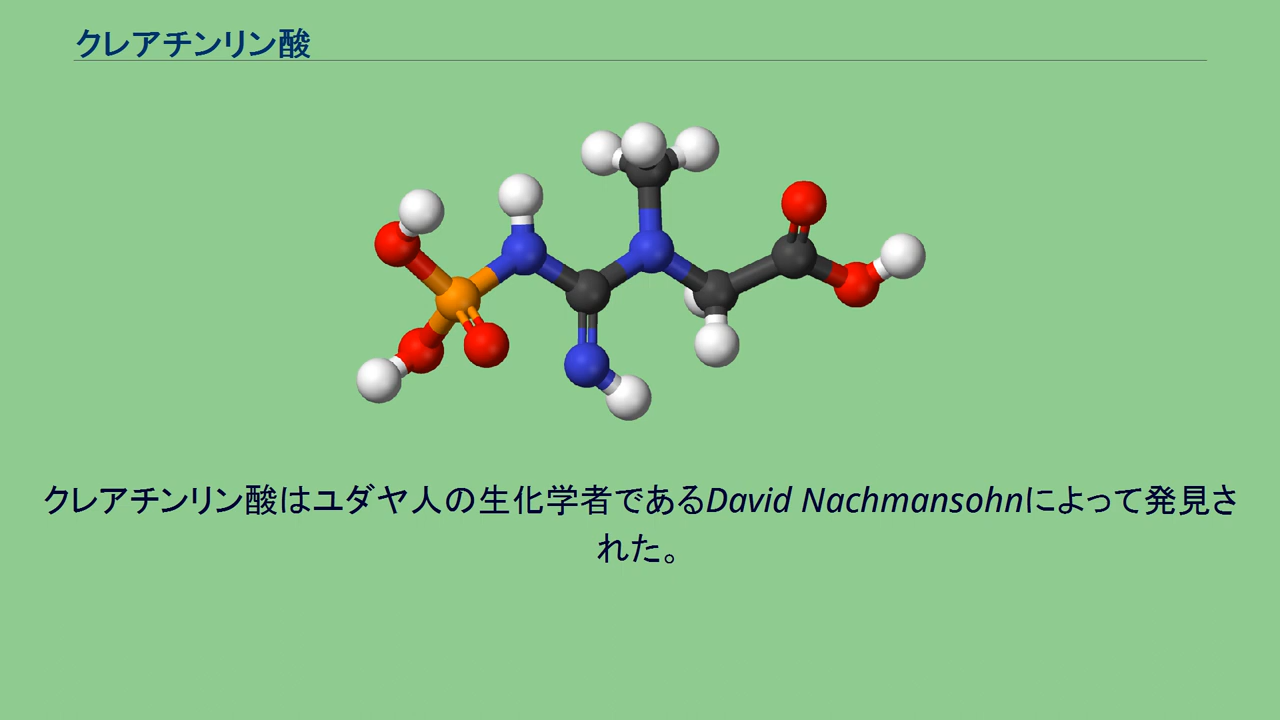 クレアチンリン酸
クレアチンリン酸はユダヤ人の生化学者であるDavid Nachmansohnによって発見さ
れた。